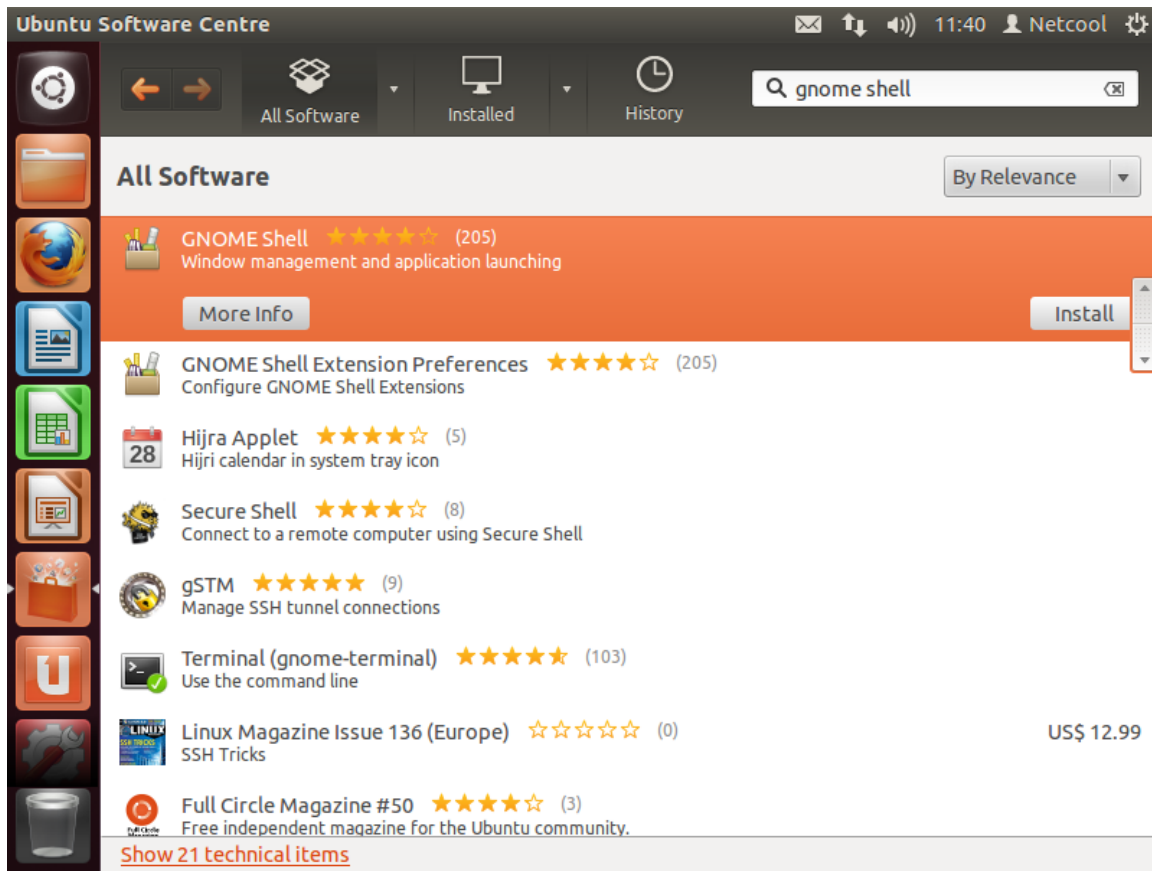 Ubuntu Software Centre 11:40 Netcool
All Software Installed History gnome shell
All Software By Relevance
GNOME Shell (205)
Window management and application launching
More Info Install
GNOME Shell Extension Preferences (205)
Configure GNOME Shell Extensions
28
Hijra Applet (5)
Hijri calendar in system tray icon
Secure Shell (8)
Connect to a remote computer using Secure Shell
gSTM (9)
Manage SSH tunnel connections
>_
Terminal (gnome-terminal) (103)
Use the command line
LINUX
SSH TRICKS
Linux Magazine Issue 136 (Europe) (0) US$ 12.99
SSH Tricks
Full Circle Magazine #50 (3)
Free independent magazine for the Ubuntu community.
Full Circle
Show 21 technical items